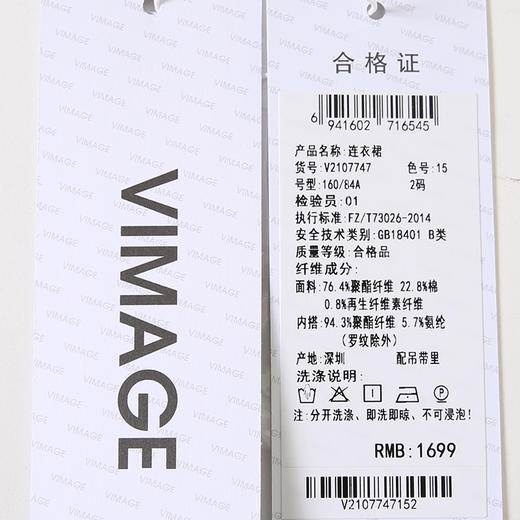 VIMAGE
合格证
6 941602 716545
产品名称:连衣裙
货号:V2107747 色号:15
号型:160/84A 2码
检验员:01
执行标准:FZ/T73026-2014
安全技术类别:GB18401 B类
质量等级:合格品
纤维成分:
面料:76.4%聚酯纤维 22.8%棉
0.8%再生纤维素纤维
内搭:94.3%聚酯纤维 5.7%氨纶
(罗纹除外)
产地:深圳 配吊带里
洗涤说明:
注:分开洗涤、即洗即晾、不可浸泡!
RMB:1699
V2107747152